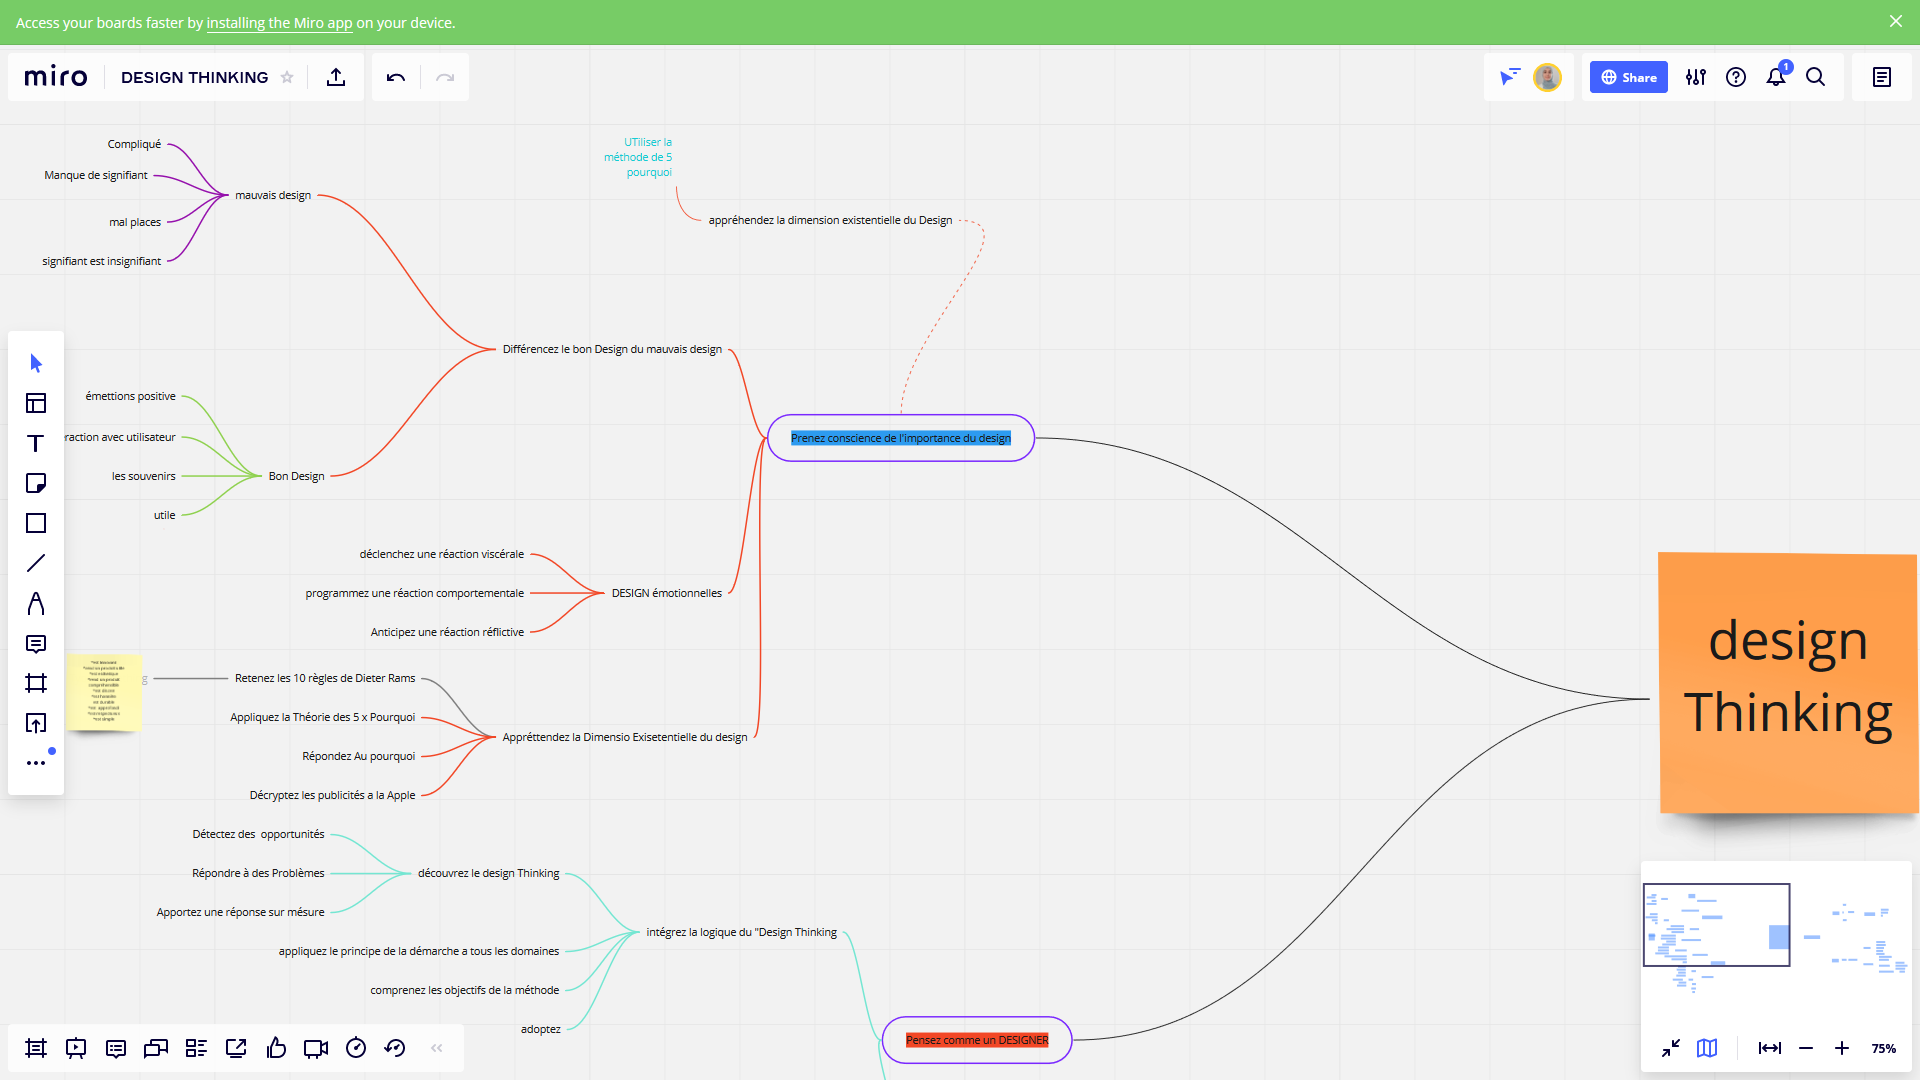 Access your boards faster by installing the Miro app on your device.
miro
DESIGN THINKING
Share
1
Compliqué
Manque de signifiant
mauvais design
mal places
signifiant est insignifiant
UTiliser la
méthode de 5
pourquoi
appréhendez la dimension existentielle du Design
Différencez le bon Design du mauvais design
émettions positive
raction avec utilisateur
les souvenirs
Bon Design
utile
Prenez conscience de l'importance du design
déclenchez une réaction viscérale
programmez une réaction comportementale
DESIGN émotionnelles
Anticipez une réaction réflictive
Retenez les 10 règles de Dieter Rams
Appliquez la Théorie des 5 x Pourquoi
Appréttendez la Dimensio Exisetentielle du design
Répondez Au pourquoi
Décryptez les publicités a la Apple
design
Thinking
Détectez des  opportunités
Répondre à des Problèmes
découvrez le design Thinking
Apportez une réponse sur mésure
intégrez la logique du "Design Thinking
appliquez le principe de la démarche a tous les domaines
comprenez les objectifs de la méthode
adoptez
Pensez comme un DESIGNER
75%